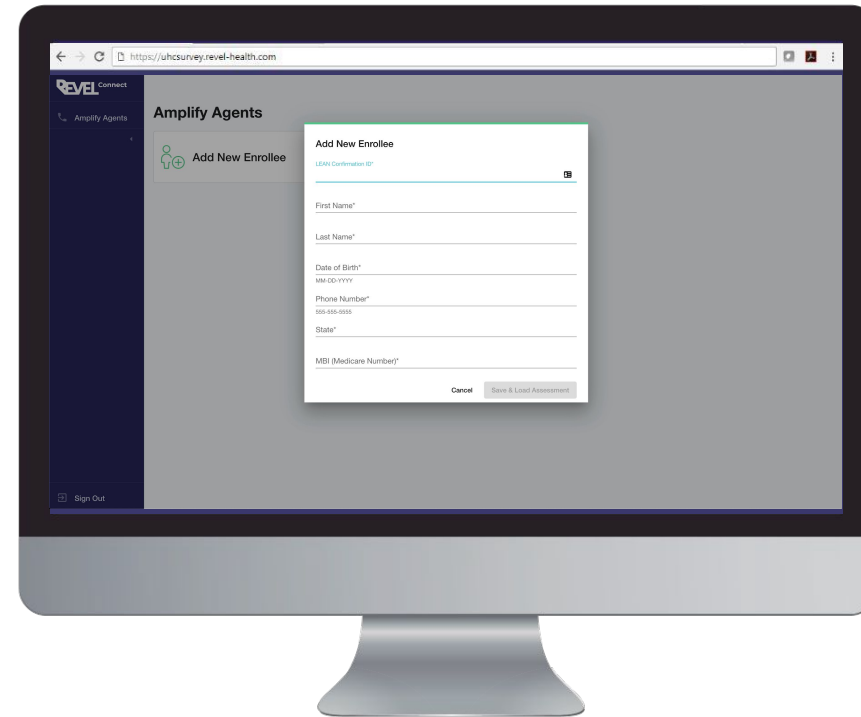 https://uhcsurvey.revel-health.com
REVEL Connect
Amplify Agents
Amplify Agents
Add New Enrollee
Add New Enrollee
LEAN Confirmation ID*
First Name*
Last Name*
Date of Birth*
MM-DD-YYYY
Phone Number*
555-555-5555
State*
MBI (Medicare Number)*
Cancel Save & Load Assessment
Sign Out